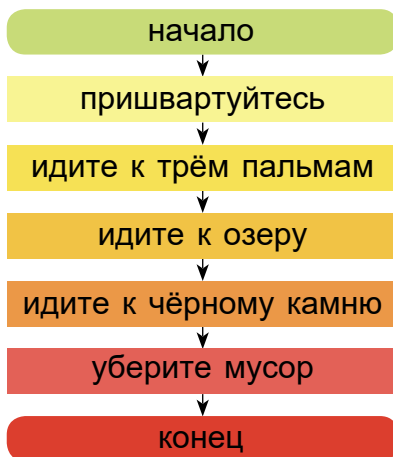 начало
пришвартуйтесь
идите к трём пальмам
идите к озеру
идите к чёрному камню
уберите мусор
конец